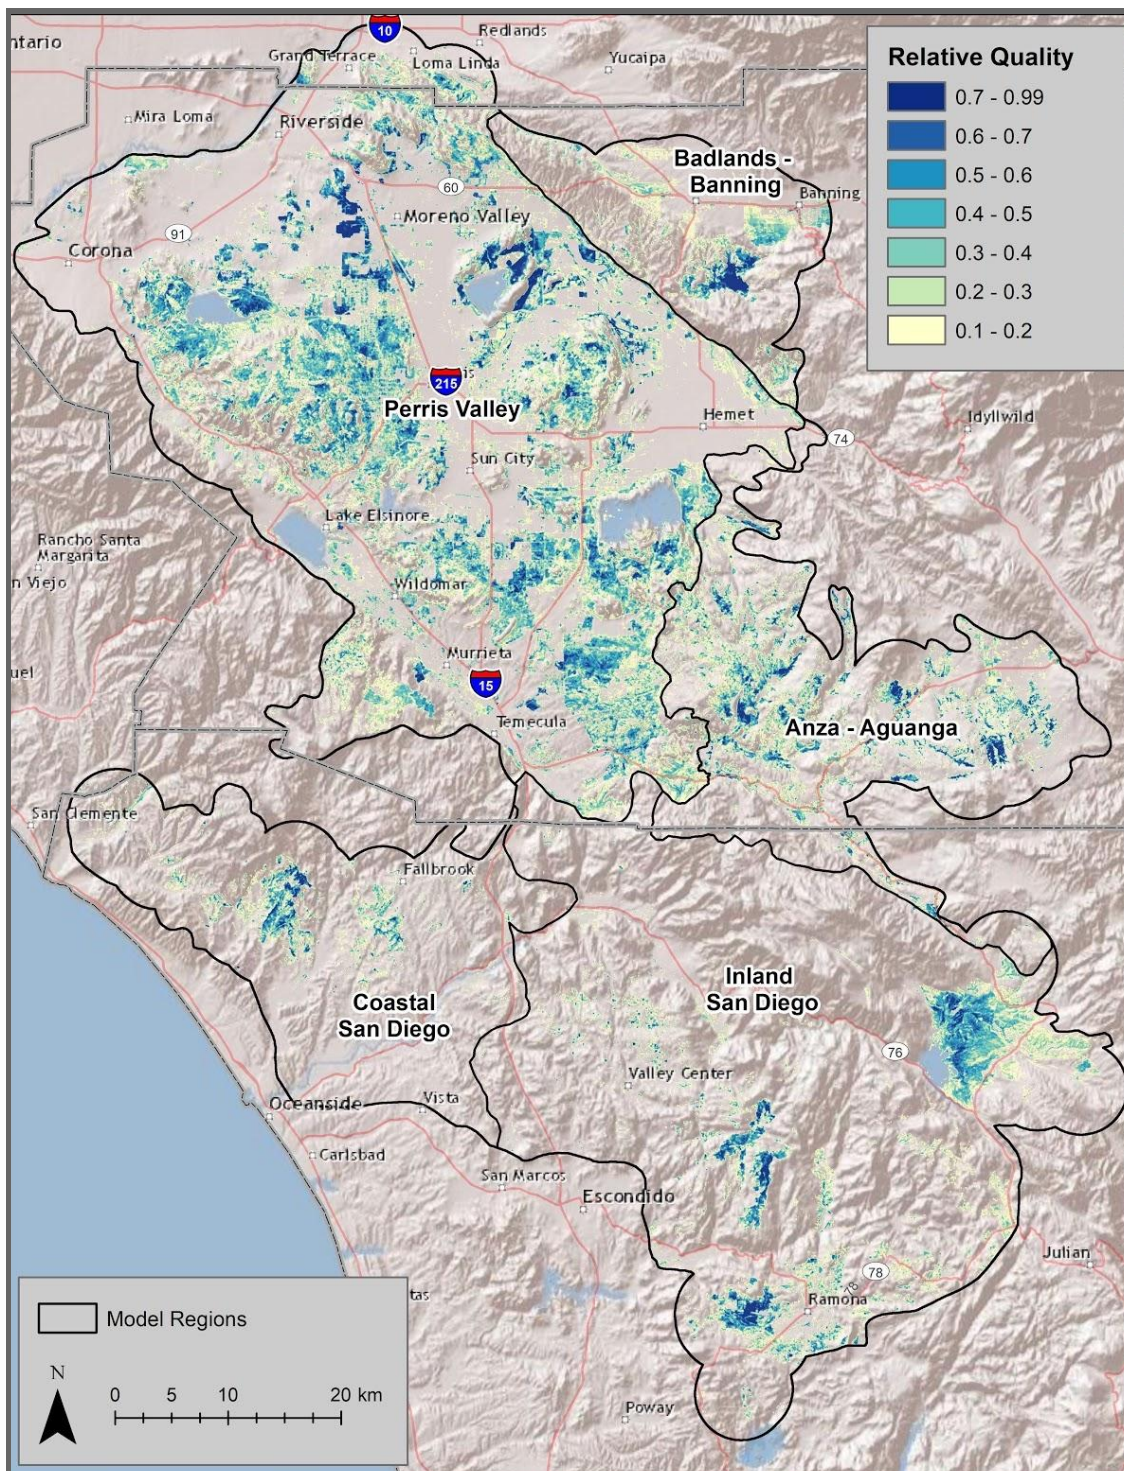 10
Redlands
ntario
Grand Terrace
Loma Linda
Yucaipa
Mira Loma
Riverside
Relative Quality
0.7 - 0.99
0.6 - 0.7
0.5 - 0.6
0.4 - 0.5
0.3 - 0.4
0.2 - 0.3
0.1 - 0.2
Badlands -
Banning
60
Banning
Moreno Valley
91
Corona
215
is
Perris Valley
Hemet
Idyllwild
74
Sun City
Lake Elsinore
Rancho Santa
Margarita
n Viejo
Wildomar
Murrieta
uel
15
Temecula
Anza - Aguanga
San Clemente
Fallbrook
Inland
San Diego
Coastal
San Diego
76
Valley Center
Oceanside
Vista
Carlsbad
San Marcos
Escondido
Julian
78
78
Ramona
tas
Model Regions
N
0 5 10 20 km
Poway